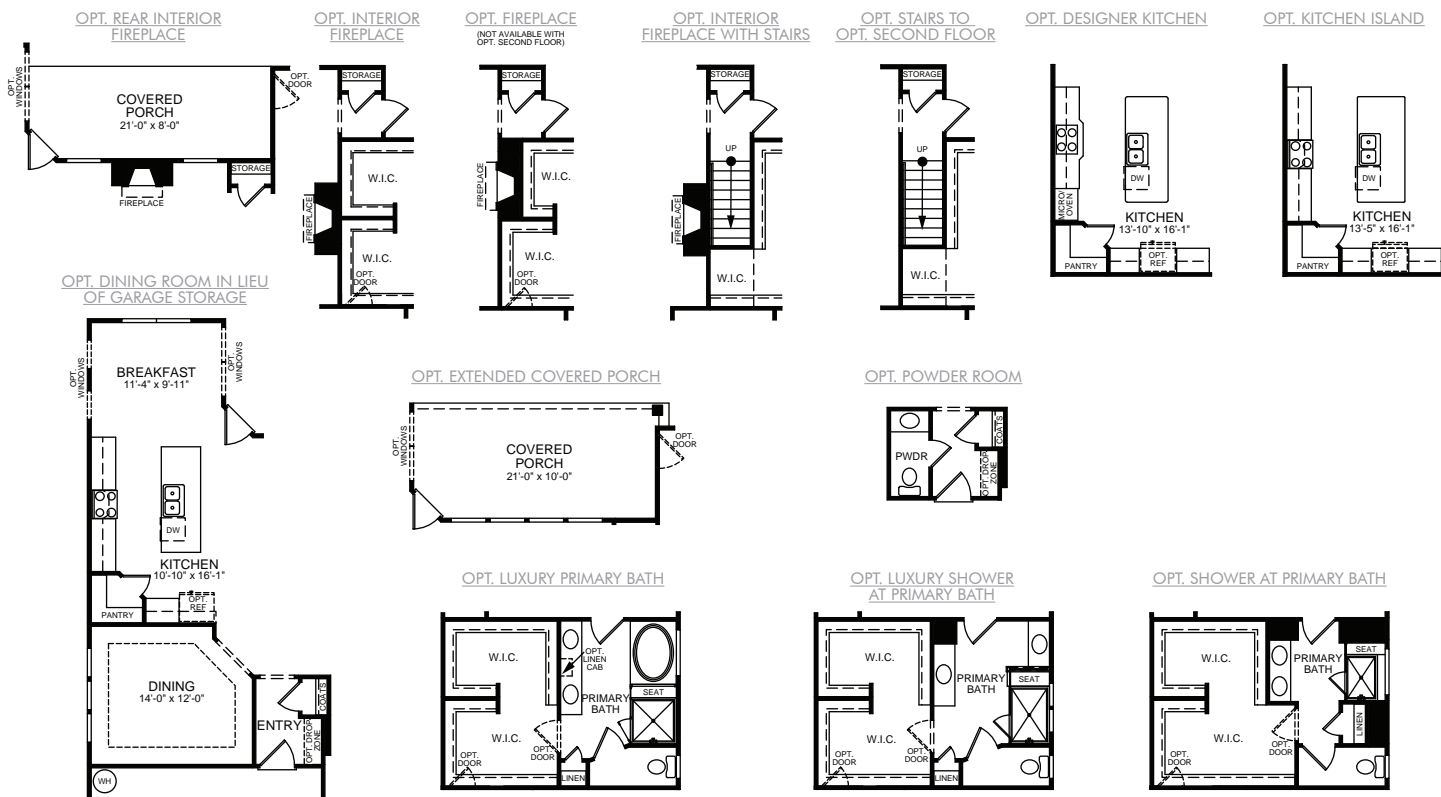 OPT. REAR INTERIOR
FIREPLACE
OPT. WINDOWS
OPT.
DOOR
COVERED
PORCH
21'-0" x 8'-0"
STORAGE
FIREPLACE
OPT. INTERIOR
FIREPLACE
STORAGE
W.I.C.
FIREPLACE
W.I.C.
OPT.
DOOR
OPT. FIREPLACE
(NOT AVAILABLE WITH
OPT. SECOND FLOOR)
STORAGE
FIREPLACE
W.I.C.
W.I.C.
OPT.
DOOR
OPT. INTERIOR
FIREPLACE WITH STAIRS
STORAGE
UP
FIREPLACE
W.I.C.
OPT. STAIRS TO
OPT. SECOND FLOOR
STORAGE
UP
W.I.C.
OPT. DESIGNER KITCHEN
DW
MICRO/
OVEN
KITCHEN
13'-10" x 16'-1"
PANTRY
OPT.
REF
OPT. KITCHEN ISLAND
DW
KITCHEN
13'-5" x 16'-1"
PANTRY
OPT.
REF
OPT. DINING ROOM IN LIEU
OF GARAGE STORAGE
OPT.
WINDOWS
BREAKFAST
11'-4" x 9'-11"
OPT.
WINDOWS
DW
KITCHEN
10'-10" x 16'-1"
PANTRY
OPT.
REF
DINING
14'-0" x 12'-0"
ENTRY
COATS
OPT. DROP
ZONE
WH
OPT. EXTENDED COVERED PORCH
OPT.
WINDOWS
COVERED
PORCH
21'-0" x 10'-0"
OPT.
DOOR
OPT. POWDER ROOM
PWDR
COATS
OPT. DROP
ZONE
OPT. LUXURY PRIMARY BATH
W.I.C.
OPT.
LINEN
CAB
PRIMARY
BATH
SEAT
W.I.C.
OPT.
DOOR
OPT.
DOOR
LINEN
OPT. LUXURY SHOWER
AT PRIMARY BATH
W.I.C.
PRIMARY
BATH
SEAT
W.I.C.
OPT.
DOOR
OPT.
DOOR
LINEN
OPT. SHOWER AT PRIMARY BATH
W.I.C.
PRIMARY
BATH
SEAT
W.I.C.
OPT.
DOOR
OPT.
DOOR
LINEN